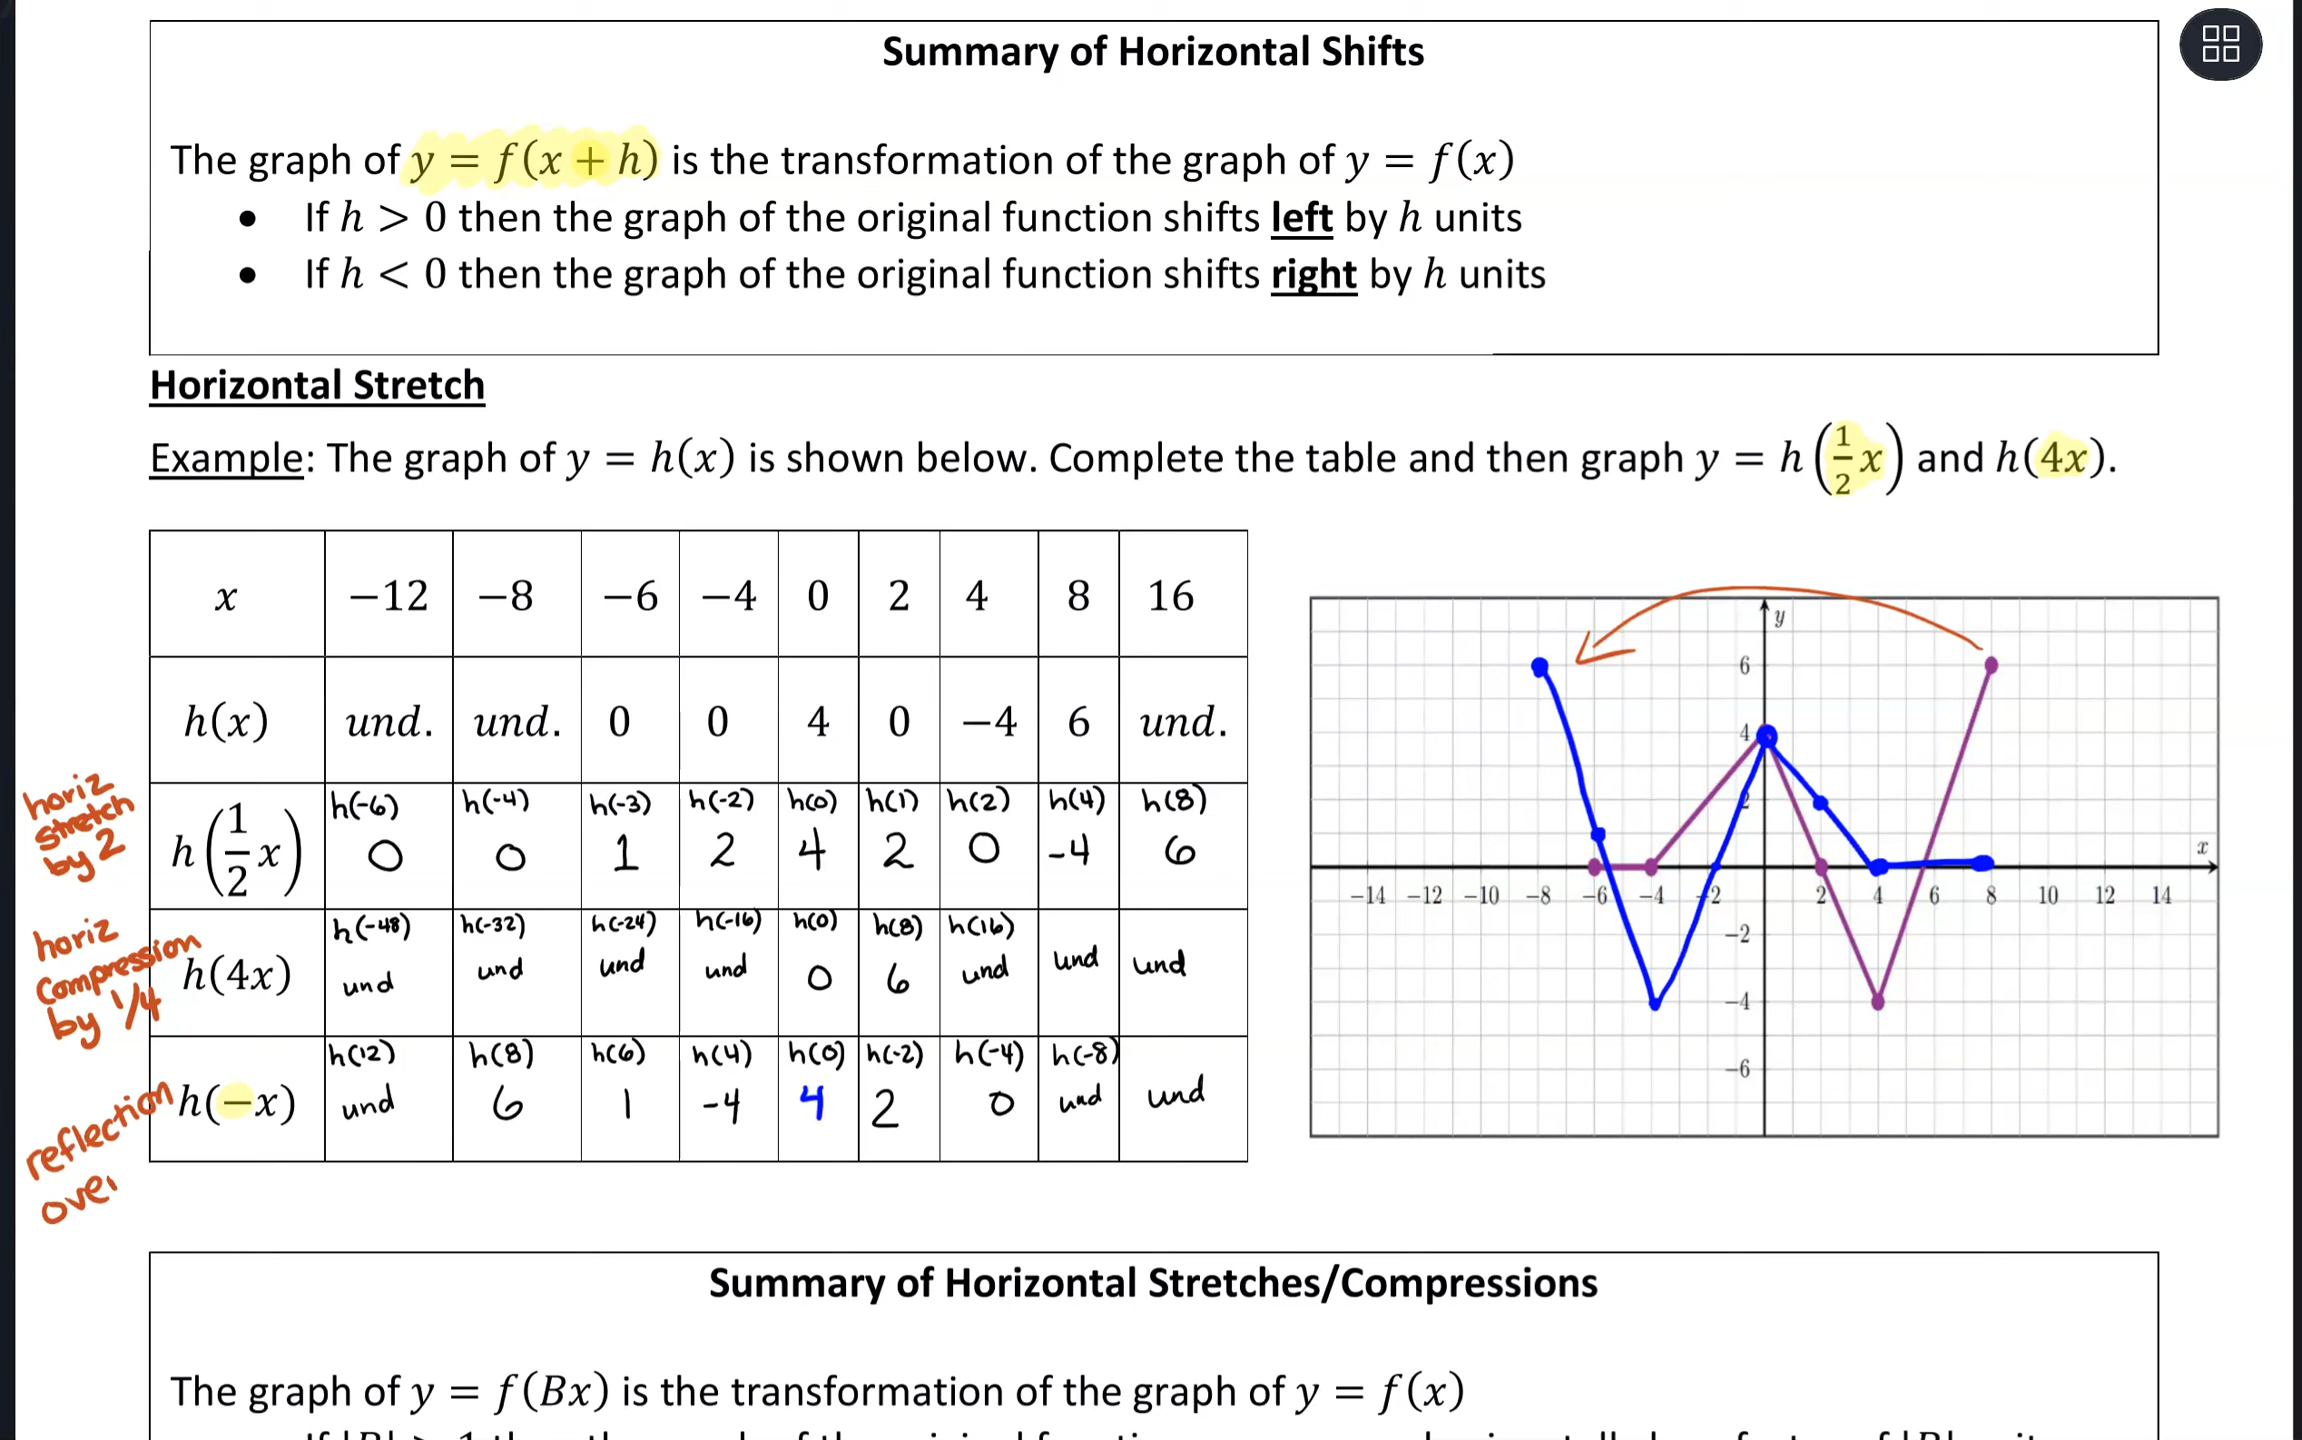 Summary of Horizontal Shifts
The graph of y = f(x + h) is the transformation of the graph of y = f(x)
• If h > 0 then the graph of the original function shifts left by h units
• If h < 0 then the graph of the original function shifts right by h units
Horizontal Stretch
Example: The graph of y = h(x) is shown below. Complete the table and then graph y = h(1/2 x) and h(4x).
x −12 −8 −6 −4 0 2 4 8 16
h(x) und. und. 0 0 4 0 −4 6 und.
horiz stretch by 2
h(-6) h(-4) h(-3) h(-2) h(0) h(1) h(2) h(4) h(8)
h(1/2 x) 0 0 1 2 4 2 0 -4 6
horiz compression by 1/4
h(-48) h(-32) h(-24) h(-16) h(0) h(8) h(16)
h(4x) und und und und 0 6 und und und
reflection over
h(12) h(8) h(6) h(4) h(0) h(-2) h(-4) h(-8)
h(−x) und 6 1 -4 4 2 0 und und
y
6
4
2
x
−14 −12 −10 −8 −6 −4 −2 2 4 6 8 10 12 14
−2
−4
−6
Summary of Horizontal Stretches/Compressions
The graph of y = f(Bx) is the transformation of the graph of y = f(x)